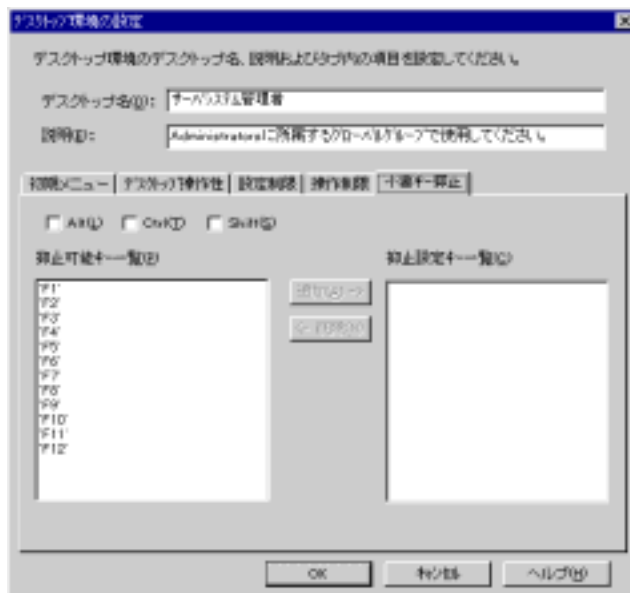 デスクトップ環境の設定
デスクトップ環境のデスクトップ名、説明およびタブ内の項目を設定してください。
デスクトップ名(D): サーバシステム管理者
説明(E): Administratorsに所属するグローバルグループで使用してください。
初期メニュー デスクトップ操作性 設定制限 操作制限 不要キー抑止
Alt(L) Ctrl(T) Shift(S)
抑止可能キー一覧(P) 抑止設定キー一覧(C)
追加(A) ->
<- 削除(R)
'F1'
'F2'
'F3'
'F4'
'F5'
'F6'
'F7'
'F8'
'F9'
'F10'
'F11'
'F12'
OK キャンセル ヘルプ(H)